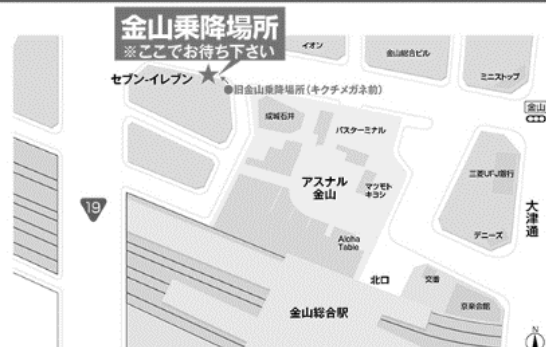 金山乗降場所
※ここでお待ち下さい
イオン
金山総合ビル
セブン-イレブン
ミニストップ
●旧金山乗降場所(キクチメガネ前)
金山
成城石井
バスターミナル
三菱UFJ銀行
アスナル
金山
マツモト
キヨシ
19
大津通
デニーズ
Aloha
Table
北口
交番
京楽会館
金山総合駅
N